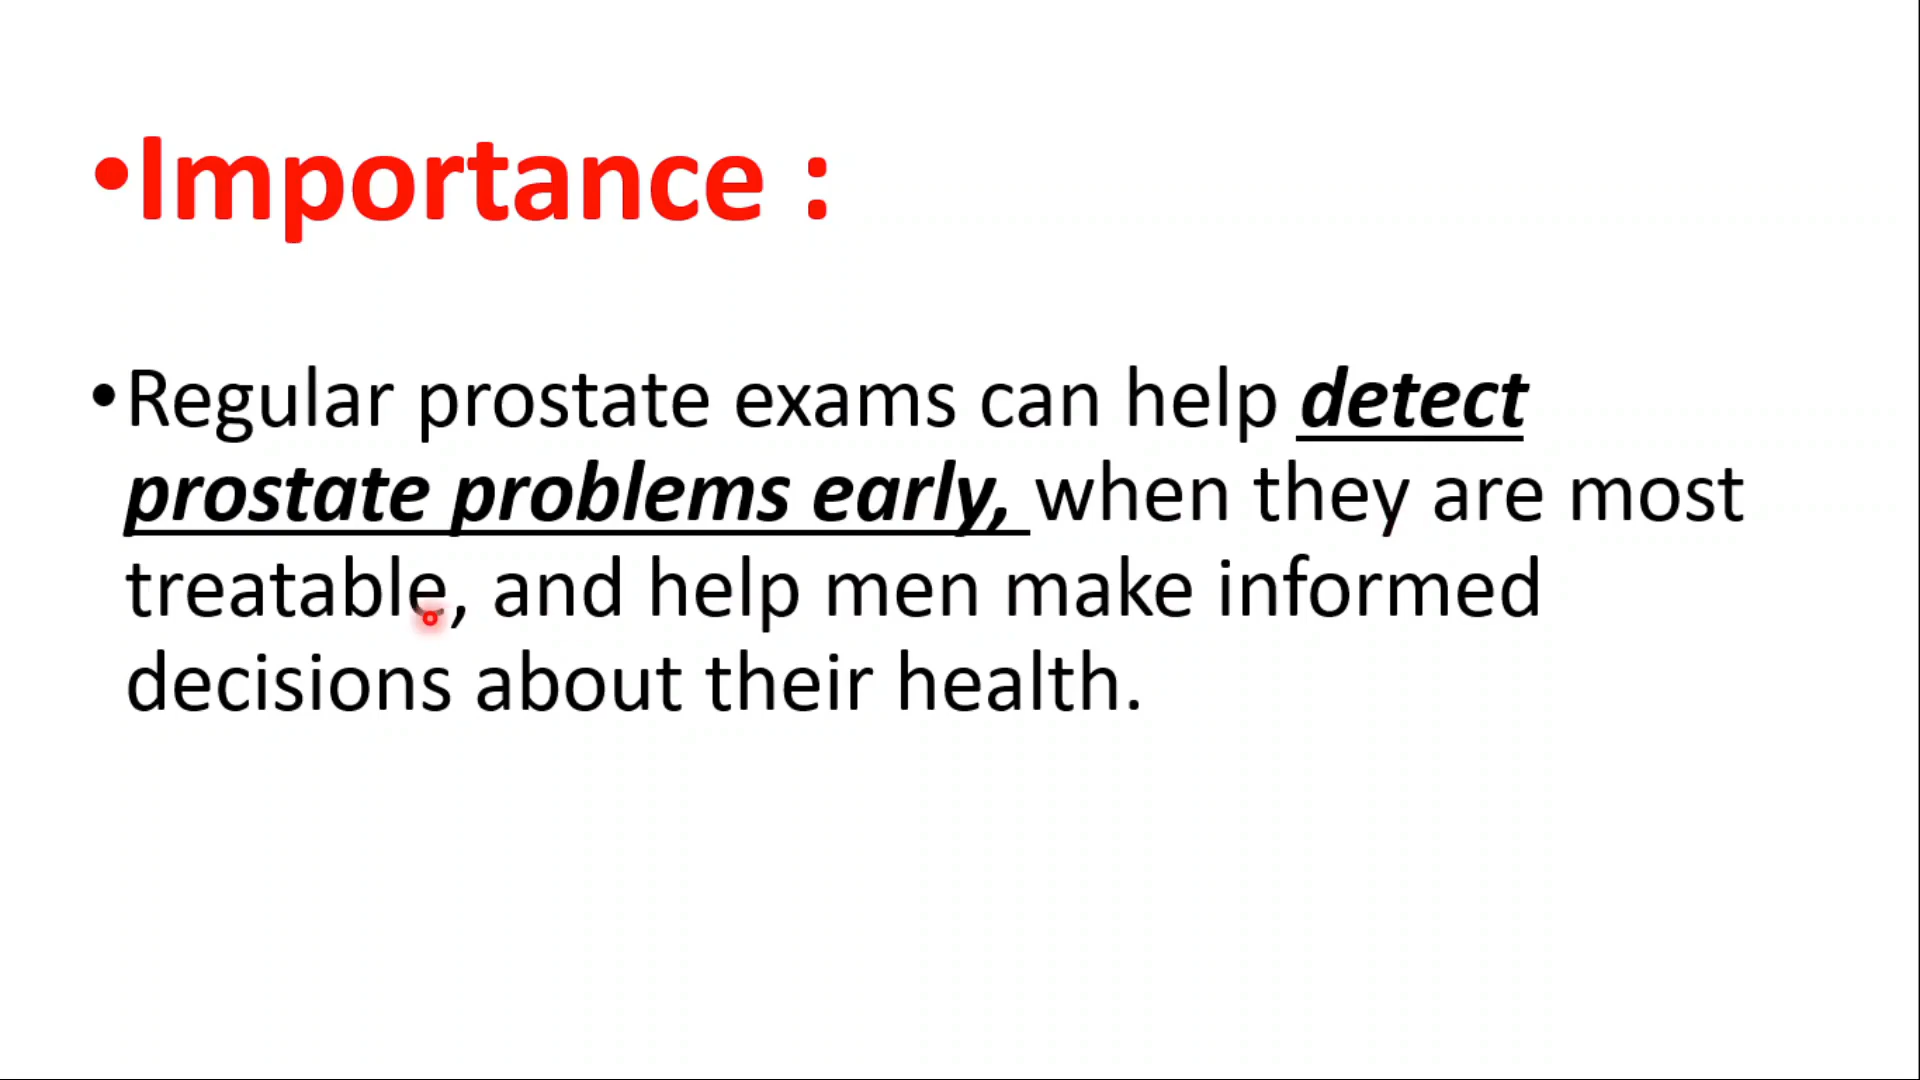 •Importance :
•Regular prostate exams can help detect
prostate problems early, when they are most
treatable, and help men make informed
decisions about their health.